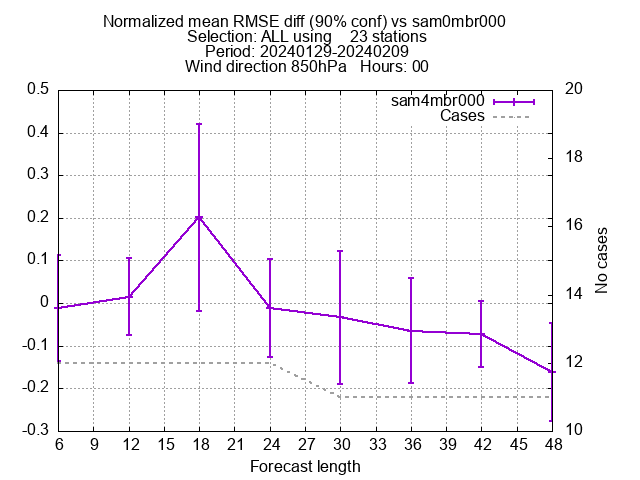 Normalized mean RMSE diff (90% conf) vs sam0mbr000
Selection: ALL using    23 stations
Period: 20240129-20240209
Wind direction 850hPa   Hours: 00
sam4mbr000
Cases
0.5
0.4
0.3
0.2
0.1
0
-0.1
-0.2
-0.3
20
18
16
14
12
10
No cases
6 9 12 15 18 21 24 27 30 33 36 39 42 45 48
Forecast length